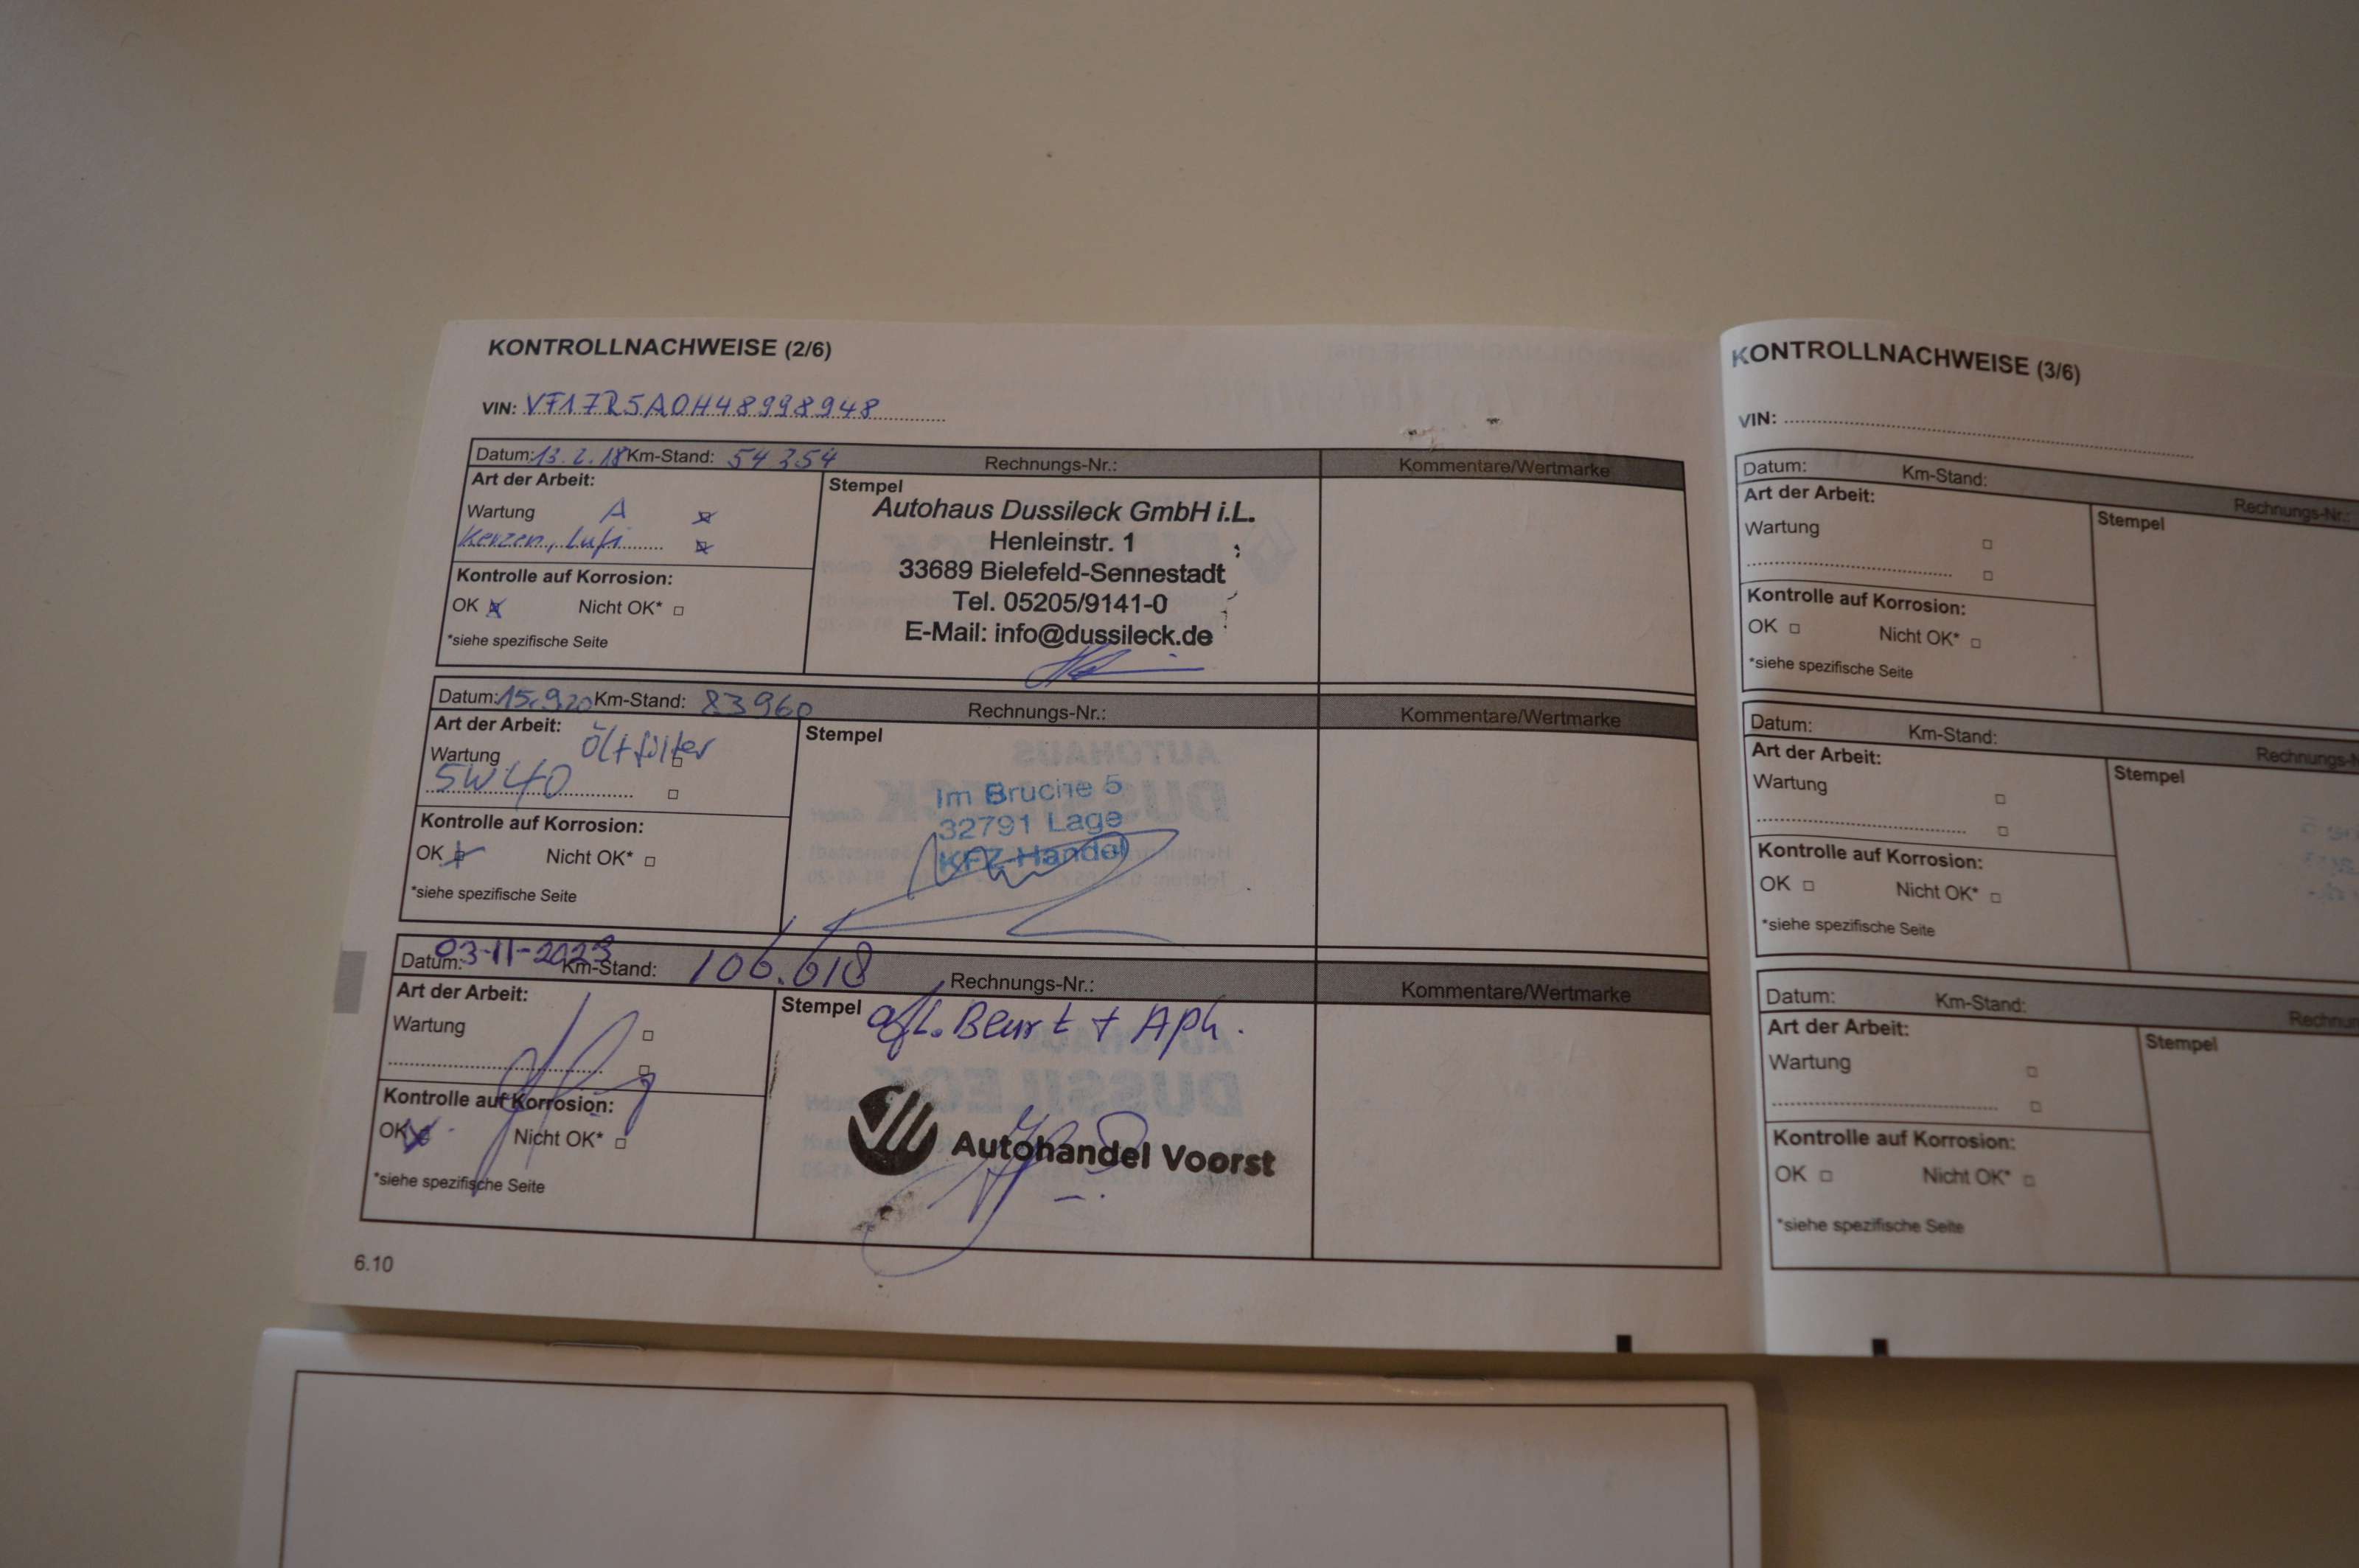 KONTROLLNACHWEISE (2/6)
VIN: VF17R5A0H48998948
Datum: 13.2.18 Km-Stand: 54354 Rechnungs-Nr.: Kommentare/Wertmarke
Art der Arbeit:
Wartung A
Kerzen, Lufi
Kontrolle auf Korrosion:
OK Nicht OK*
*siehe spezifische Seite
Stempel
Autohaus Dussileck GmbH i.L.
Henleinstr. 1
33689 Bielefeld-Sennestadt
Tel. 05205/9141-0
E-Mail: info@dussileck.de
Datum: 15.9.20 Km-Stand: 83960 Rechnungs-Nr.: Kommentare/Wertmarke
Art der Arbeit:
Wartung Öl+filter
5W40
Kontrolle auf Korrosion:
OK Nicht OK*
*siehe spezifische Seite
Stempel
Im Bruche 5
32791 Lage
KFZ-Handel
Datum: 03-11-2023 Km-Stand: 106.618 Rechnungs-Nr.: Kommentare/Wertmarke
Art der Arbeit:
Wartung
Kontrolle auf Korrosion:
OK Nicht OK*
*siehe spezifische Seite
Stempel afl. Beurt + Apk.
Autohandel Voorst
6.10
KONTROLLNACHWEISE (3/6)
VIN:
Datum: Km-Stand: Rechnungs-Nr.:
Art der Arbeit:
Wartung
Kontrolle auf Korrosion:
OK Nicht OK*
*siehe spezifische Seite
Stempel
Datum: Km-Stand: Rechnungs-N
Art der Arbeit:
Wartung
Kontrolle auf Korrosion:
OK Nicht OK*
*siehe spezifische Seite
Stempel
Datum: Km-Stand: Rechnun
Art der Arbeit:
Wartung
Kontrolle auf Korrosion:
OK Nicht OK*
*siehe spezifische Seite
Stempel